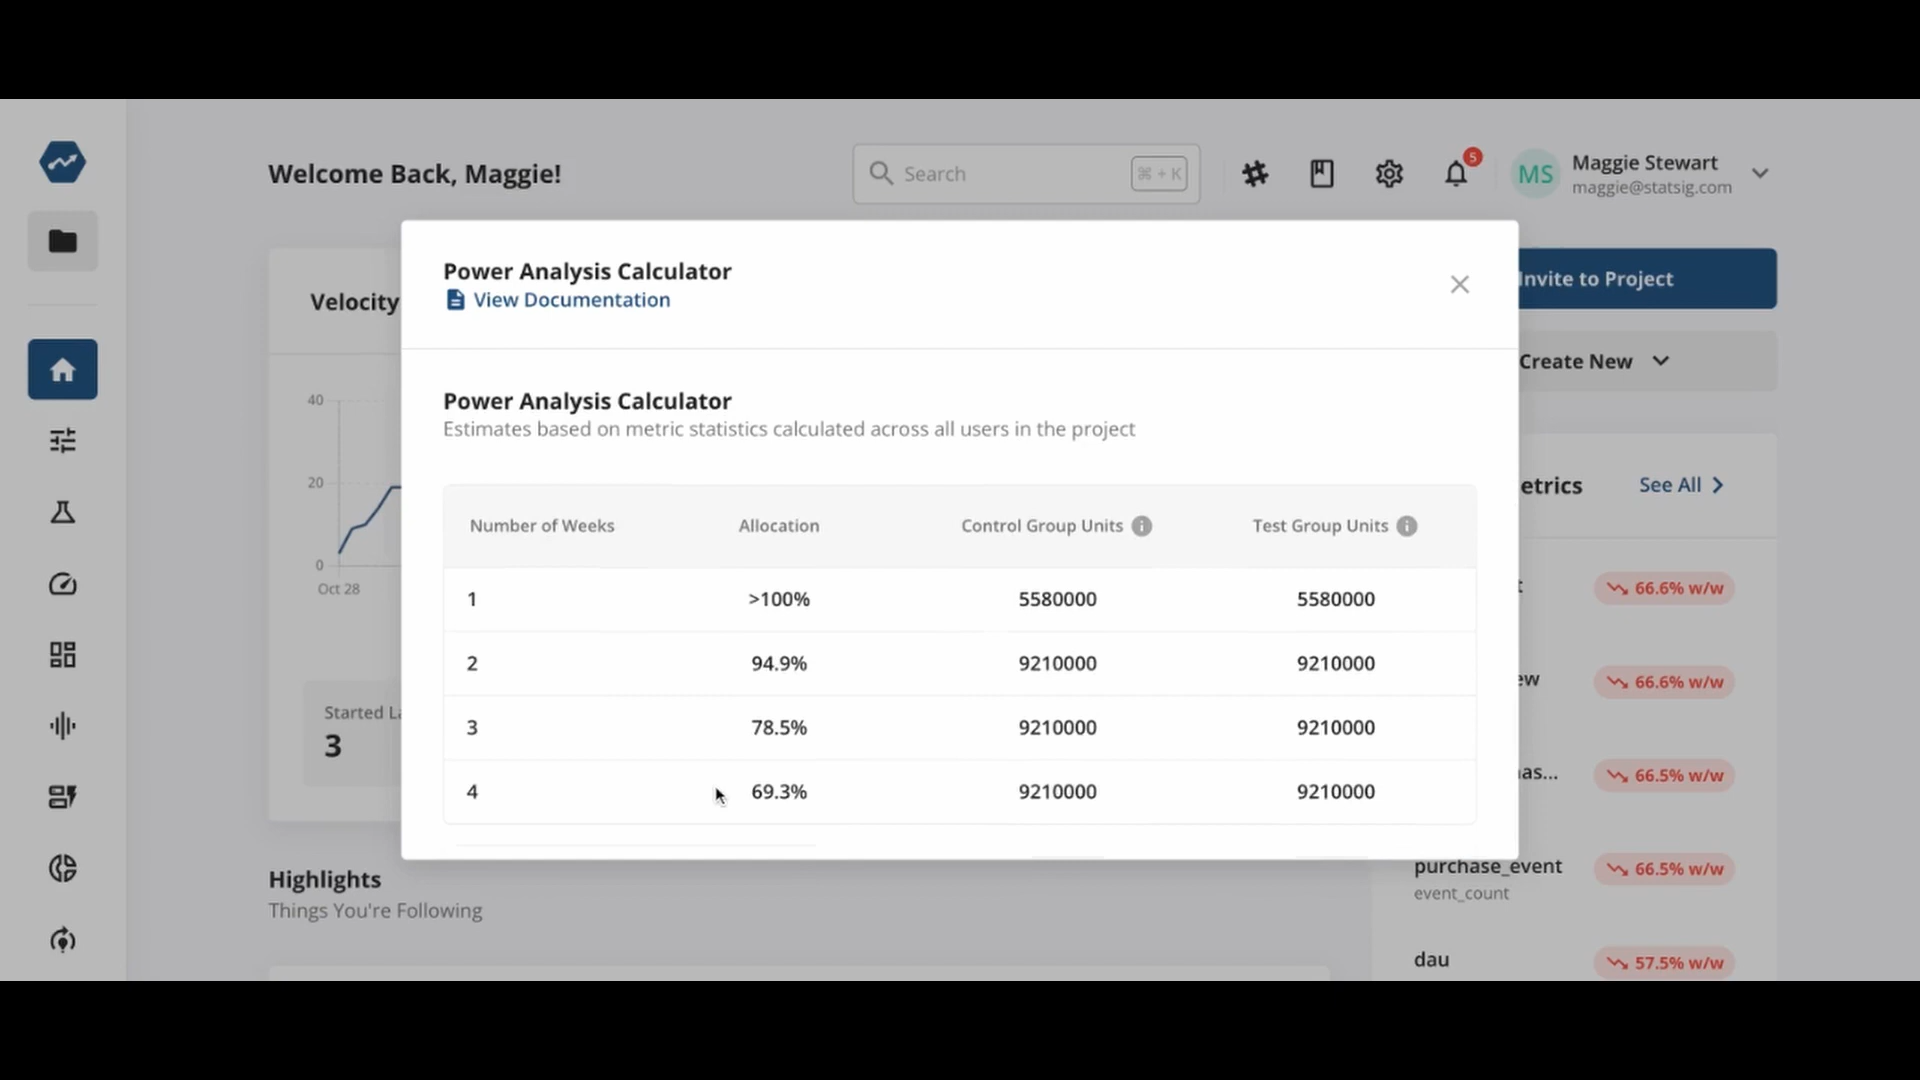 Welcome Back, Maggie!
Search
⌘ + K
5
MS
Maggie Stewart
maggie@statsig.com
Velocity
40
20
0
Oct 28
Started La
3
Power Analysis Calculator
View Documentation
Power Analysis Calculator
Estimates based on metric statistics calculated across all users in the project
Number of Weeks Allocation Control Group Units Test Group Units
1 >100% 5580000 5580000
2 94.9% 9210000 9210000
3 78.5% 9210000 9210000
4 69.3% 9210000 9210000
Invite to Project
Create New
etrics See All
t 66.6% w/w
ew 66.6% w/w
as... 66.5% w/w
purchase_event 66.5% w/w
event_count
dau 57.5% w/w
Highlights
Things You're Following